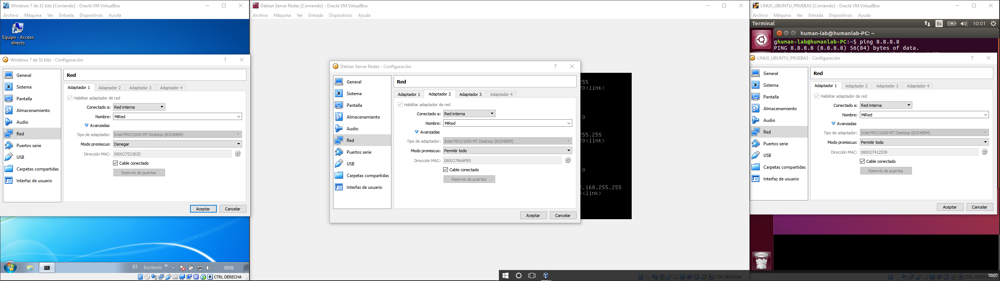 Windows 7 de 32 bits [Corriendo] - Oracle VM VirtualBox
Archivo Máquina Ver Entrada Dispositivos Ayuda
Equipo - Acceso
directo
Windows 7 de 32 bits - Configuración
General
Sistema
Pantalla
Almacenamiento
Audio
Red
Puertos serie
USB
Carpetas compartidas
Interfaz de usuario
Red
Adaptador 1 Adaptador 2 Adaptador 3 Adaptador 4
Habilitar adaptador de red
Conectado a: Red interna
Nombre: MiRed
Avanzadas
Tipo de adaptador: Intel PRO/1000 MT Desktop (82540EM)
Modo promiscuo: Denegar
Dirección MAC: 080027521B2D
Cable conectado
Reenvío de puertos
Aceptar Cancelar
ES Escritorio » 10:01
CTRL DERECHA
Debian Server Redes [Corriendo] - Oracle VM VirtualBox
Archivo Máquina Ver Entrada Dispositivos Ayuda
Debian Server Redes - Configuración
General
Sistema
Pantalla
Almacenamiento
Audio
Red
Puertos serie
USB
Carpetas compartidas
Interfaz de usuario
Red
Adaptador 1 Adaptador 2 Adaptador 3 Adaptador 4
Habilitar adaptador de red
Conectado a: Red interna
Nombre: MiRed
Avanzadas
Tipo de adaptador: Intel PRO/1000 MT Desktop (82540EM)
Modo promiscuo: Permitir todo
Dirección MAC: 08002796AFB5
Cable conectado
Reenvío de puertos
Aceptar Cancelar
255
20<link>
0
255.255
20<link>
0
2.168.255.255
<link>
CTRL DERECHA
LINUX_UBUNTU_PRUEBAS [Corriendo] - Oracle VM VirtualBox
Archivo Máquina Ver Entrada Dispositivos Ayuda
Terminal Es 10:01
human-lab@humanlab-PC: ~
ghuman-lab@humanlab-PC:~$ ping 8.8.8.8
PING 8.8.8.8 (8.8.8.8) 56(84) bytes of data.
LINUX_UBUNTU_PRUEBAS - Configuración
General
Sistema
Pantalla
Almacenamiento
Audio
Red
Puertos serie
USB
Carpetas compartidas
Interfaz de usuario
Red
Adaptador 1 Adaptador 2 Adaptador 3 Adaptador 4
Habilitar adaptador de red
Conectado a: Red interna
Nombre: MiRed
Avanzadas
Tipo de adaptador: Intel PRO/1000 MT Desktop (82540EM)
Modo promiscuo: Permitir todo
Dirección MAC: 080027412539
Cable conectado
Reenvío de puertos
Aceptar Cancelar
CTRL DERECHA
10:01